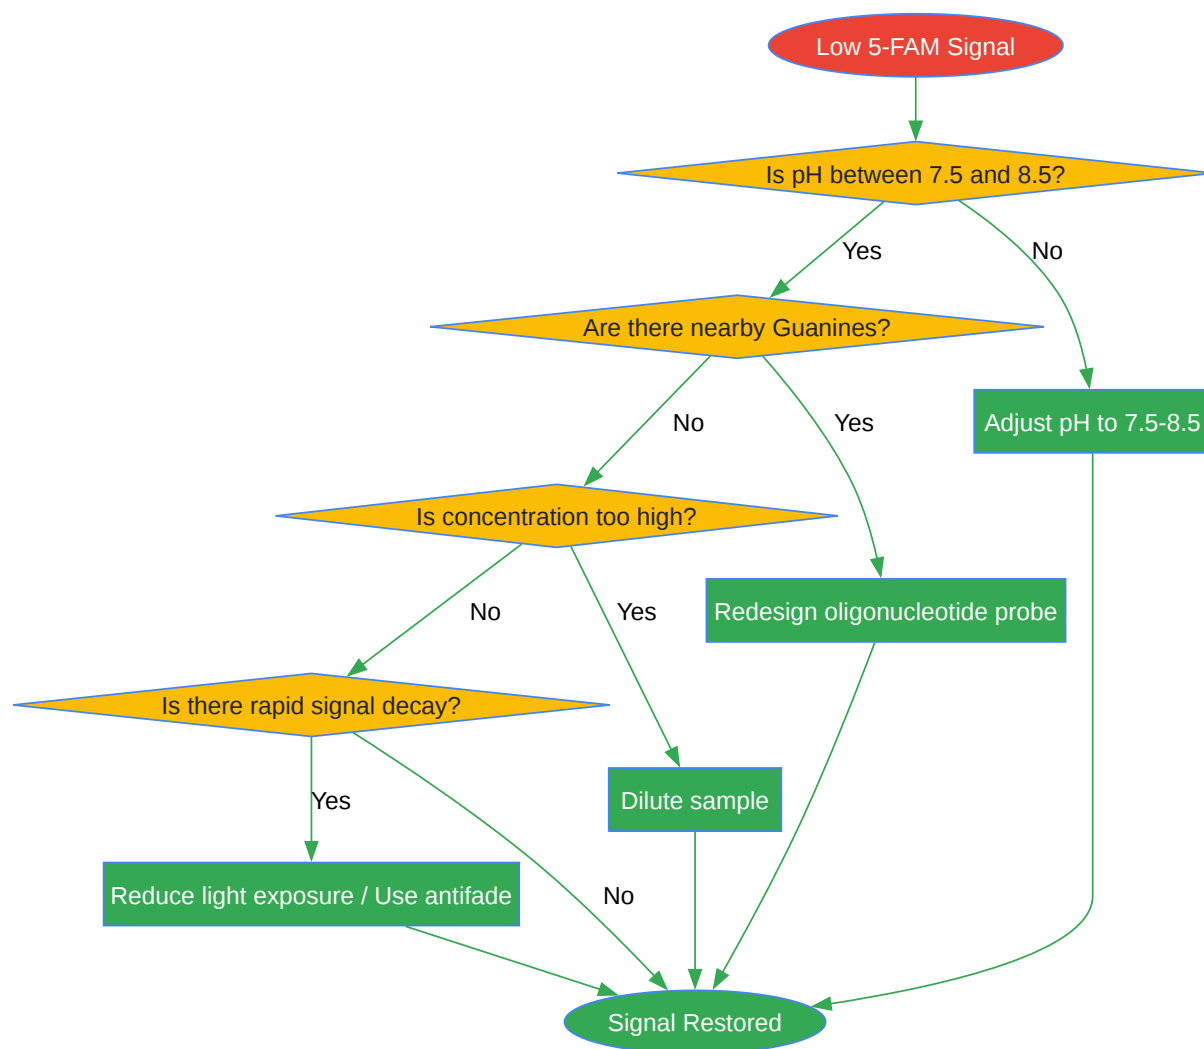 Low 5-FAM Signal
Is pH between 7.5 and 8.5?
Yes
No
Are there nearby Guanines?
No
Yes
Adjust pH to 7.5-8.5
Is concentration too high?
No
Yes
Redesign oligonucleotide probe
Is there rapid signal decay?
Yes
Dilute sample
Reduce light exposure / Use antifade
No
Signal Restored